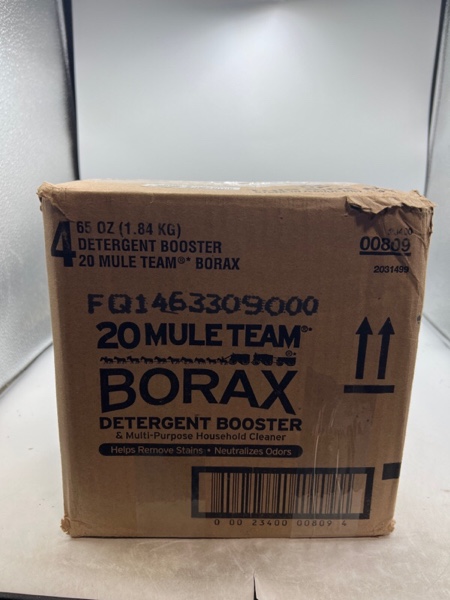 4
65 OZ (1.84 KG)
DETERGENT BOOSTER
20 MULE TEAM®* BORAX
00809
2031499
FQ1463309000
20 MULE TEAM®*
BORAX
DETERGENT BOOSTER
& Multi-Purpose Household Cleaner
Helps Remove Stains • Neutralizes Odors
0 00 23400 00809 4